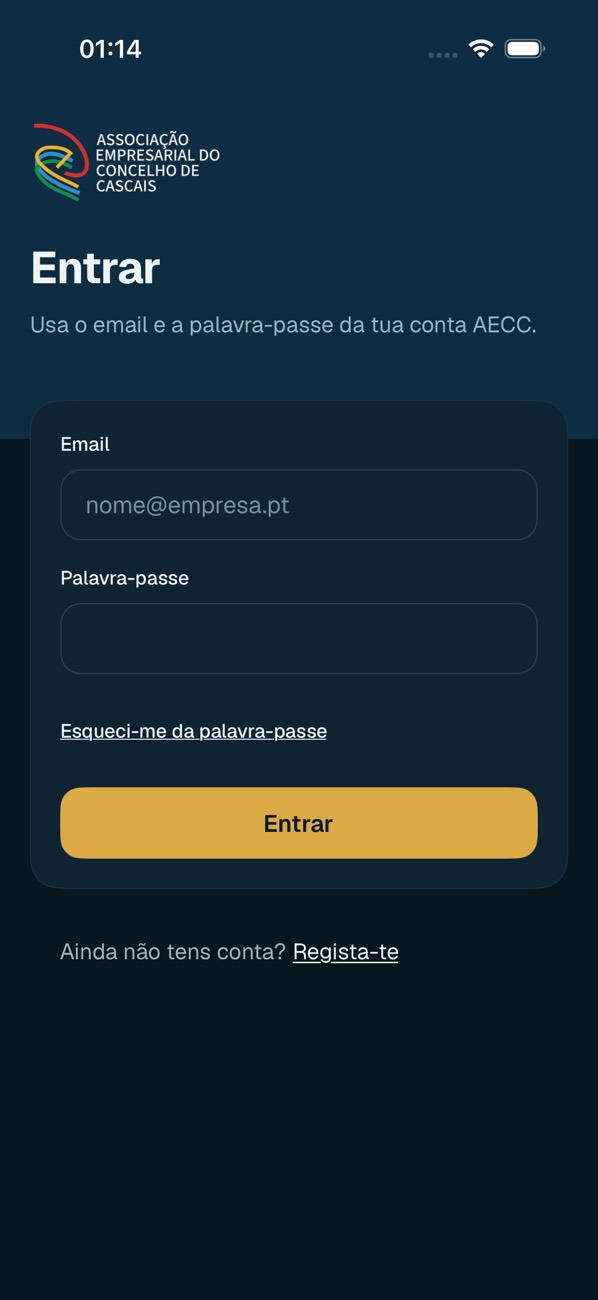 01:14
ASSOCIAÇÃO
EMPRESARIAL DO
CONCELHO DE
CASCAIS
Entrar
Usa o email e a palavra-passe da tua conta AECC.
Email
nome@empresa.pt
Palavra-passe
Esqueci-me da palavra-passe
Entrar
Ainda não tens conta? Regista-te